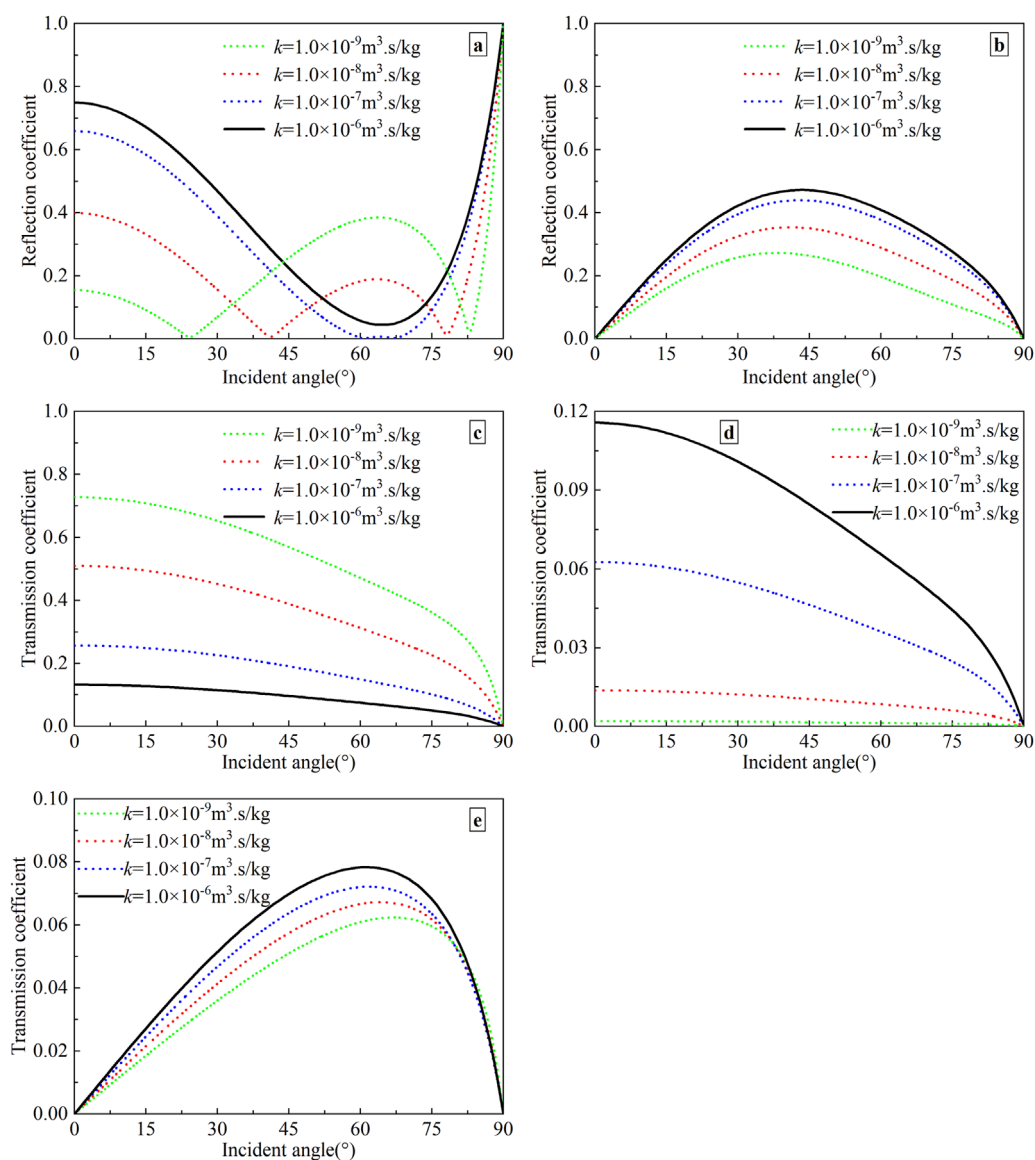 a
k=1.0×10⁻⁹m³.s/kg
k=1.0×10⁻⁸m³.s/kg
k=1.0×10⁻⁷m³.s/kg
k=1.0×10⁻⁶m³.s/kg
Reflection coefficient
1.0
0.8
0.6
0.4
0.2
0.0
0 15 30 45 60 75 90
Incident angle(°)
b
k=1.0×10⁻⁹m³.s/kg
k=1.0×10⁻⁸m³.s/kg
k=1.0×10⁻⁷m³.s/kg
k=1.0×10⁻⁶m³.s/kg
Reflection coefficient
1.0
0.8
0.6
0.4
0.2
0.0
0 15 30 45 60 75 90
Incident angle(°)
c
k=1.0×10⁻⁹m³.s/kg
k=1.0×10⁻⁸m³.s/kg
k=1.0×10⁻⁷m³.s/kg
k=1.0×10⁻⁶m³.s/kg
Transmission coefficient
1.0
0.8
0.6
0.4
0.2
0.0
0 15 30 45 60 75 90
Incident angle(°)
d
k=1.0×10⁻⁹m³.s/kg
k=1.0×10⁻⁸m³.s/kg
k=1.0×10⁻⁷m³.s/kg
k=1.0×10⁻⁶m³.s/kg
Transmission coefficient
0.12
0.09
0.06
0.03
0.00
0 15 30 45 60 75 90
Incident angle(°)
e
k=1.0×10⁻⁹m³.s/kg
k=1.0×10⁻⁸m³.s/kg
k=1.0×10⁻⁷m³.s/kg
k=1.0×10⁻⁶m³.s/kg
Transmission coefficient
0.10
0.08
0.06
0.04
0.02
0.00
0 15 30 45 60 75 90
Incident angle(°)